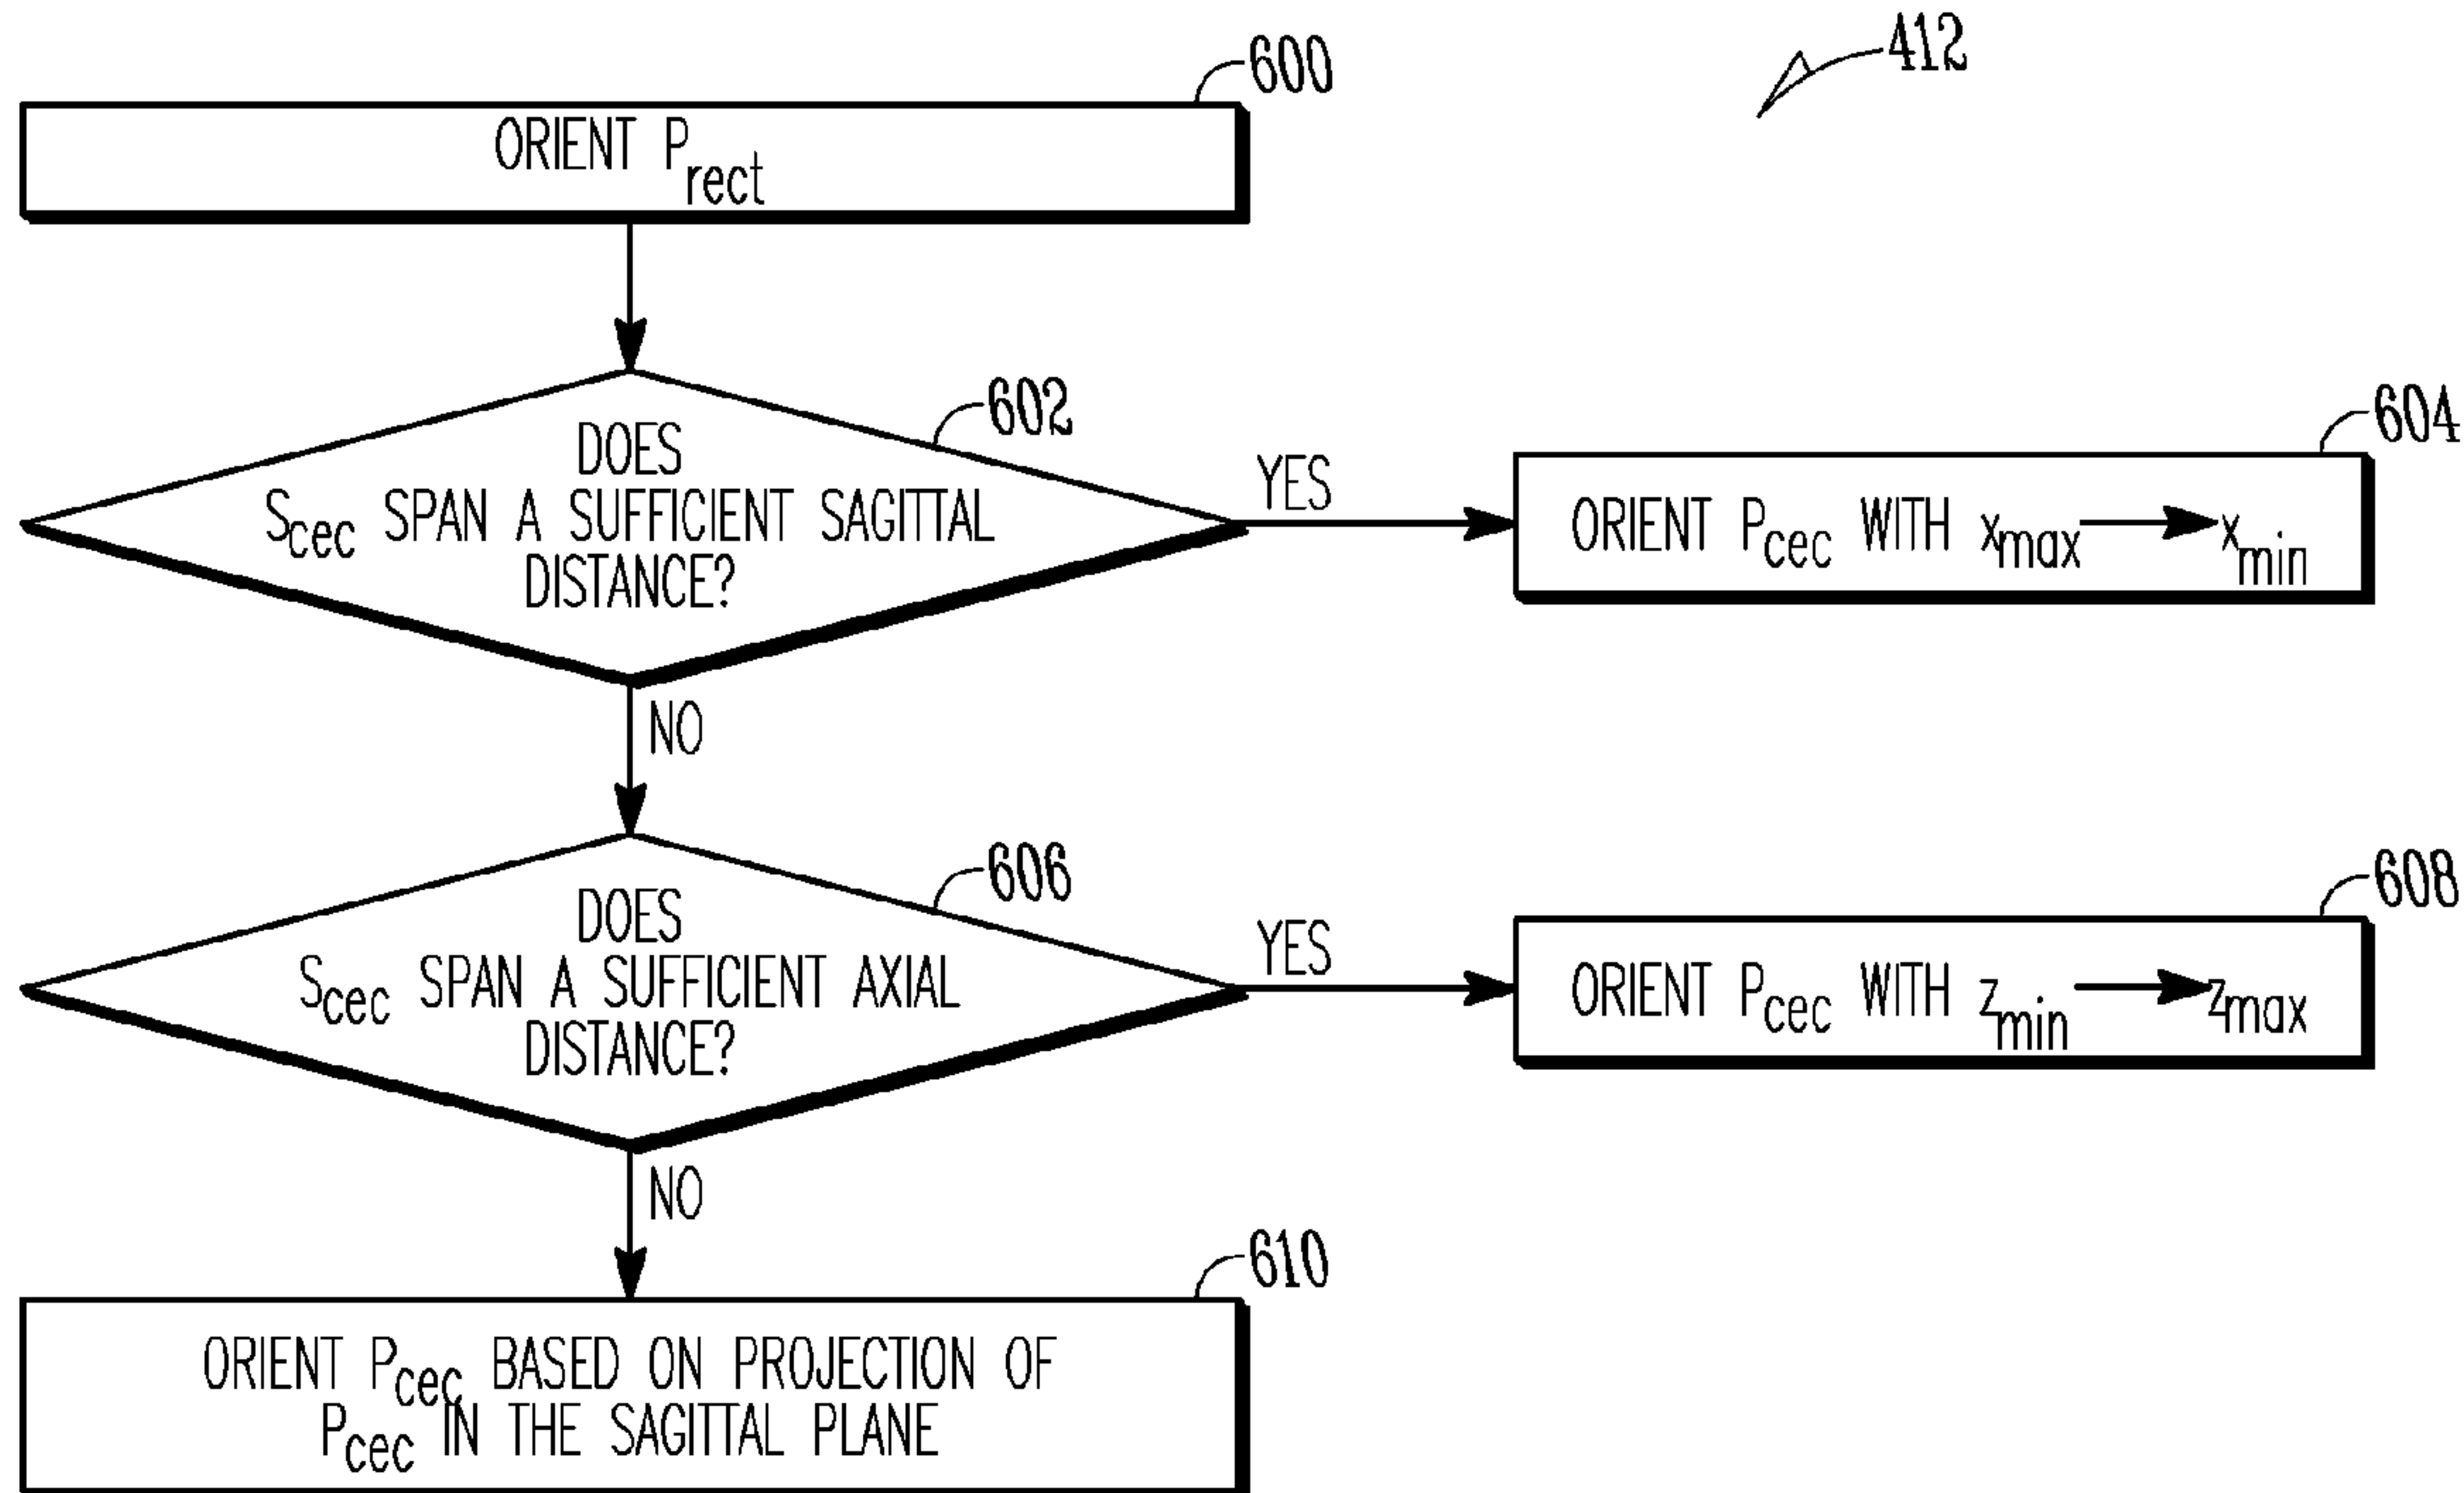 600
412
ORIENT Prect
602
DOES
Scec SPAN A SUFFICIENT SAGITTAL
DISTANCE?
YES
604
ORIENT Pcec WITH xmax → xmin
NO
606
DOES
Scec SPAN A SUFFICIENT AXIAL
DISTANCE?
YES
608
ORIENT Pcec WITH zmin → zmax
NO
610
ORIENT Pcec BASED ON PROJECTION OF
Pcec IN THE SAGITTAL PLANE